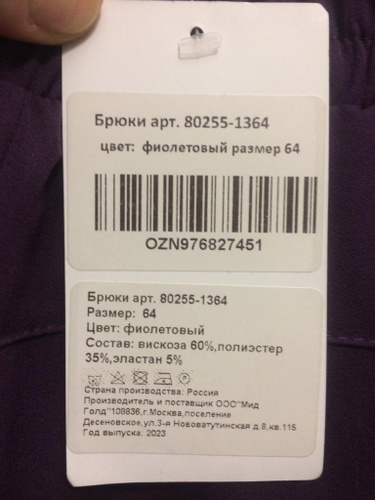 Брюки арт. 80255-1364
цвет: фиолетовый размер 64
OZN976827451
Брюки арт. 80255-1364
Размер: 64
Цвет: фиолетовый
Состав: вискоза 60%,полиэстер
35%,эластан 5%
Страна производства: Россия
Производитель и поставщик ООО"Мид
Голд"108836,г.Москва,поселение
Десеновское,ул.3-я Нововатутинская д.8,кв.115
Год выпуска: 2023